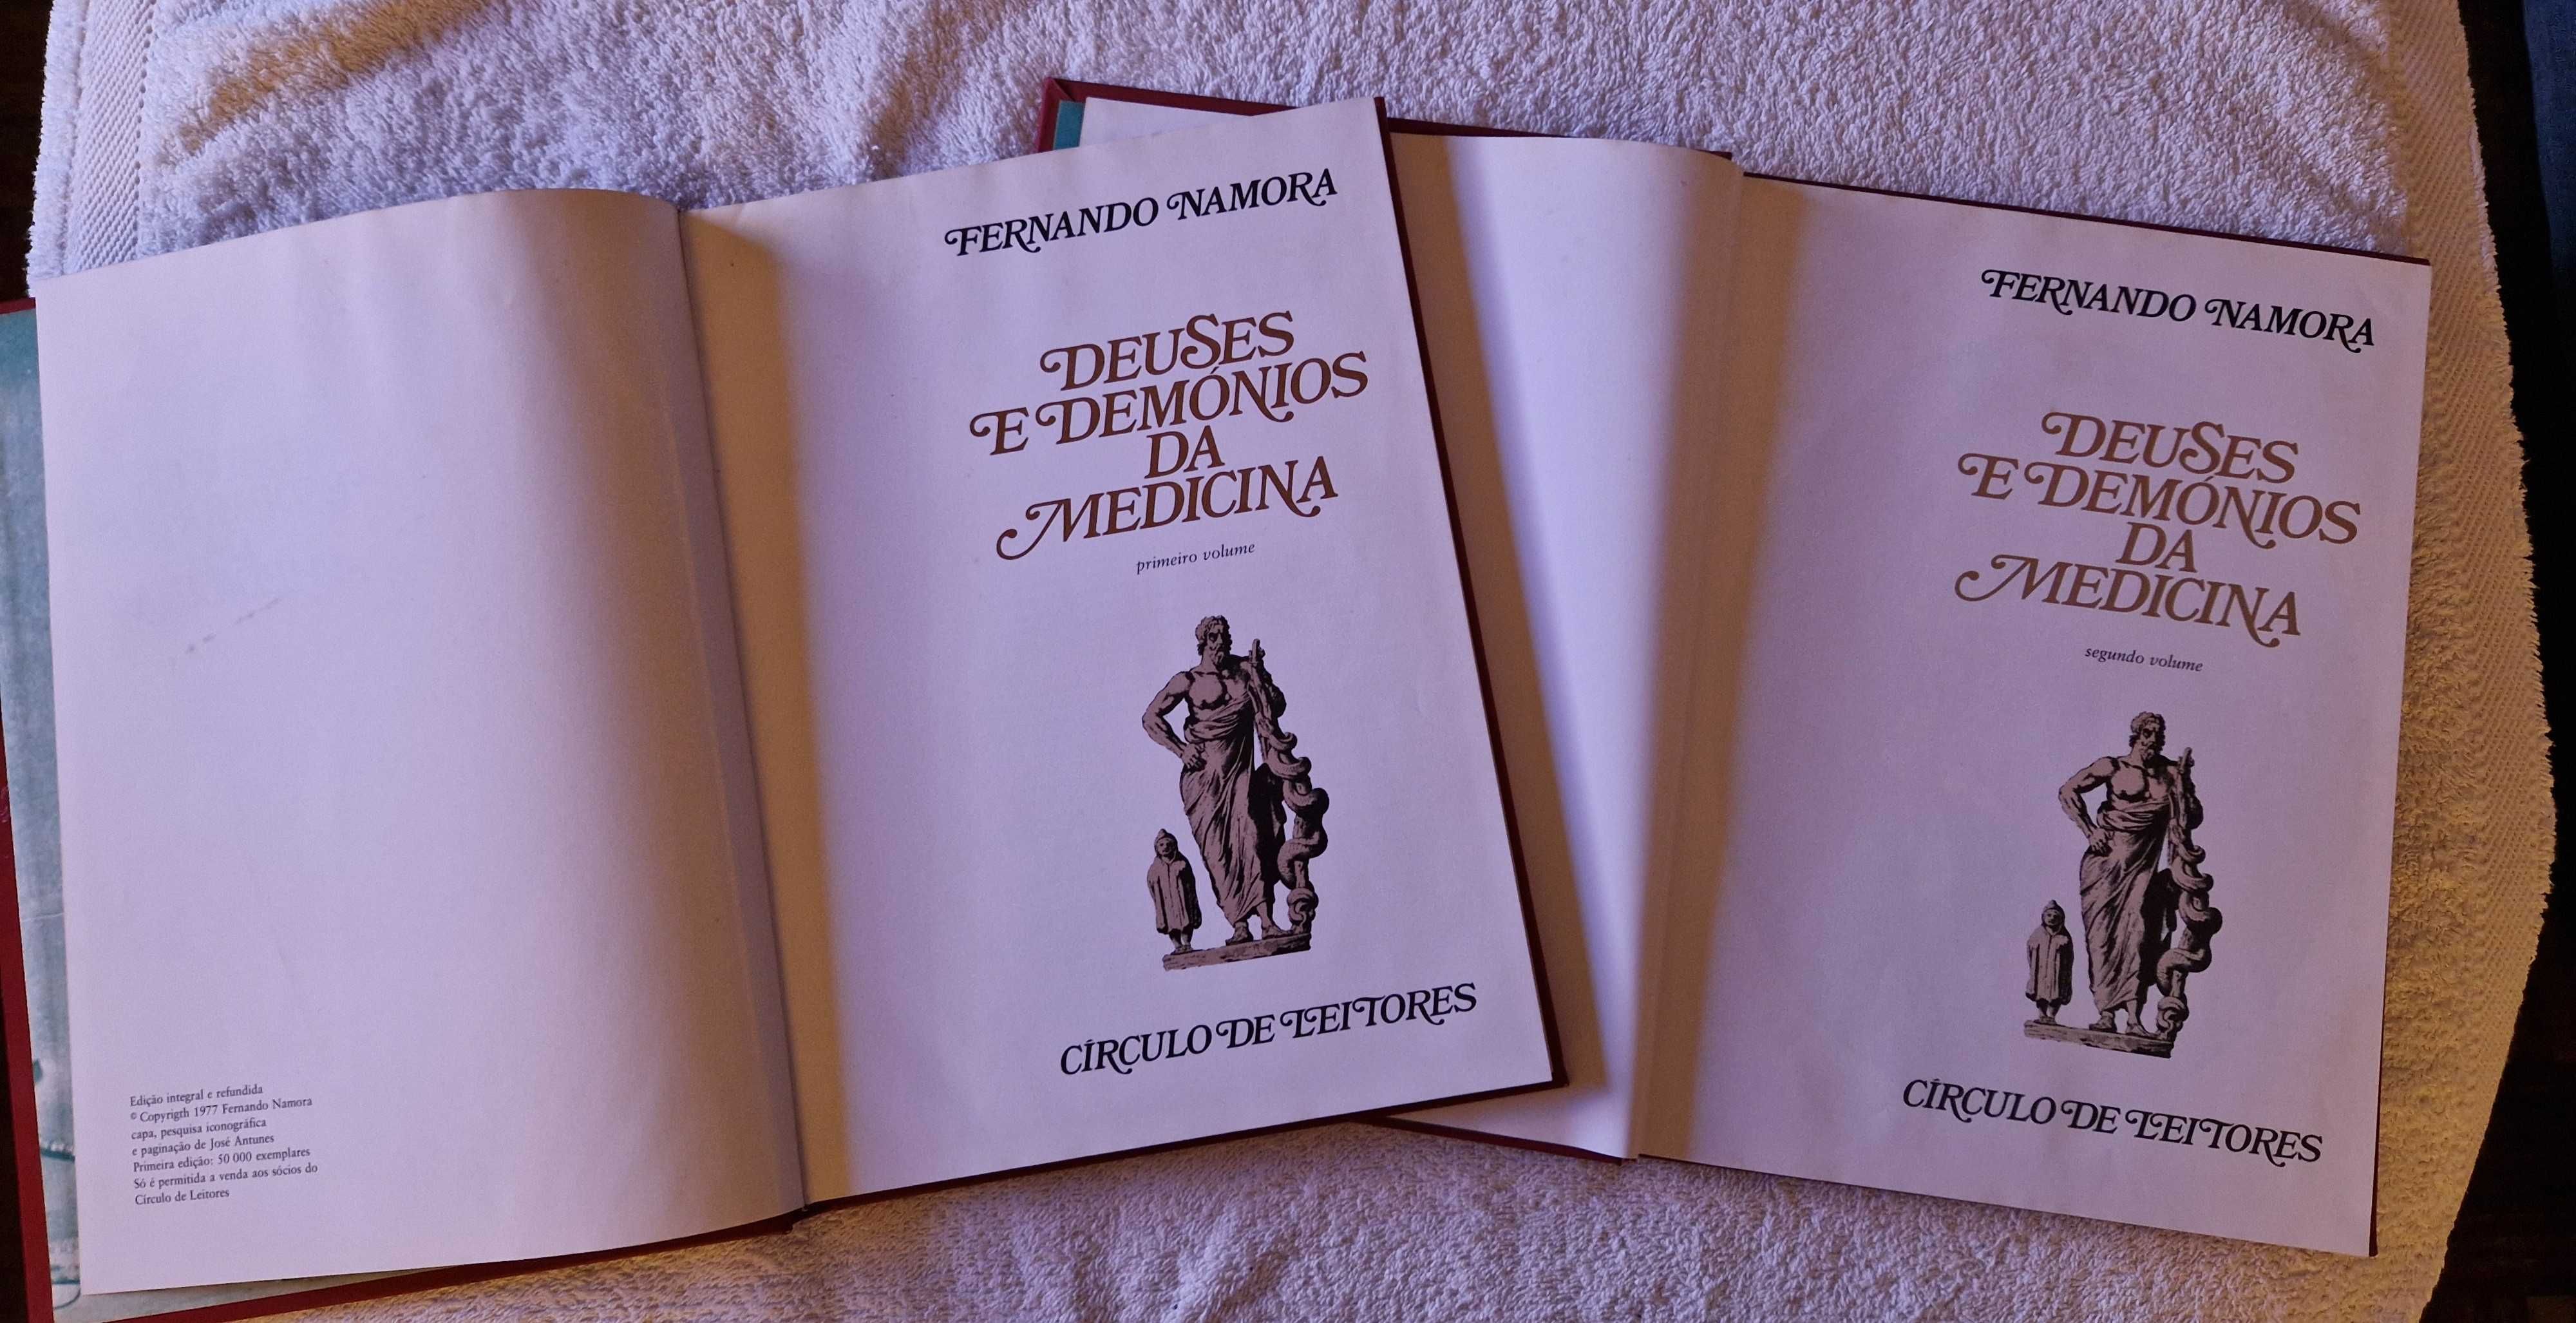 Edição integral e refundida
© Copyrigth 1977 Fernando Namora
capa, pesquisa iconográfica
e paginação de José Antunes
Primeira edição: 50 000 exemplares
Só é permitida a venda aos sócios do
Círculo de Leitores
FERNANDO NAMORA
DEUSES
E DEMÓNIOS
DA
MEDICINA
primeiro volume
CÍRCULO DE LEITORES
FERNANDO NAMORA
DEUSES
E DEMÓNIOS
DA
MEDICINA
segundo volume
CÍRCULO DE LEITORES